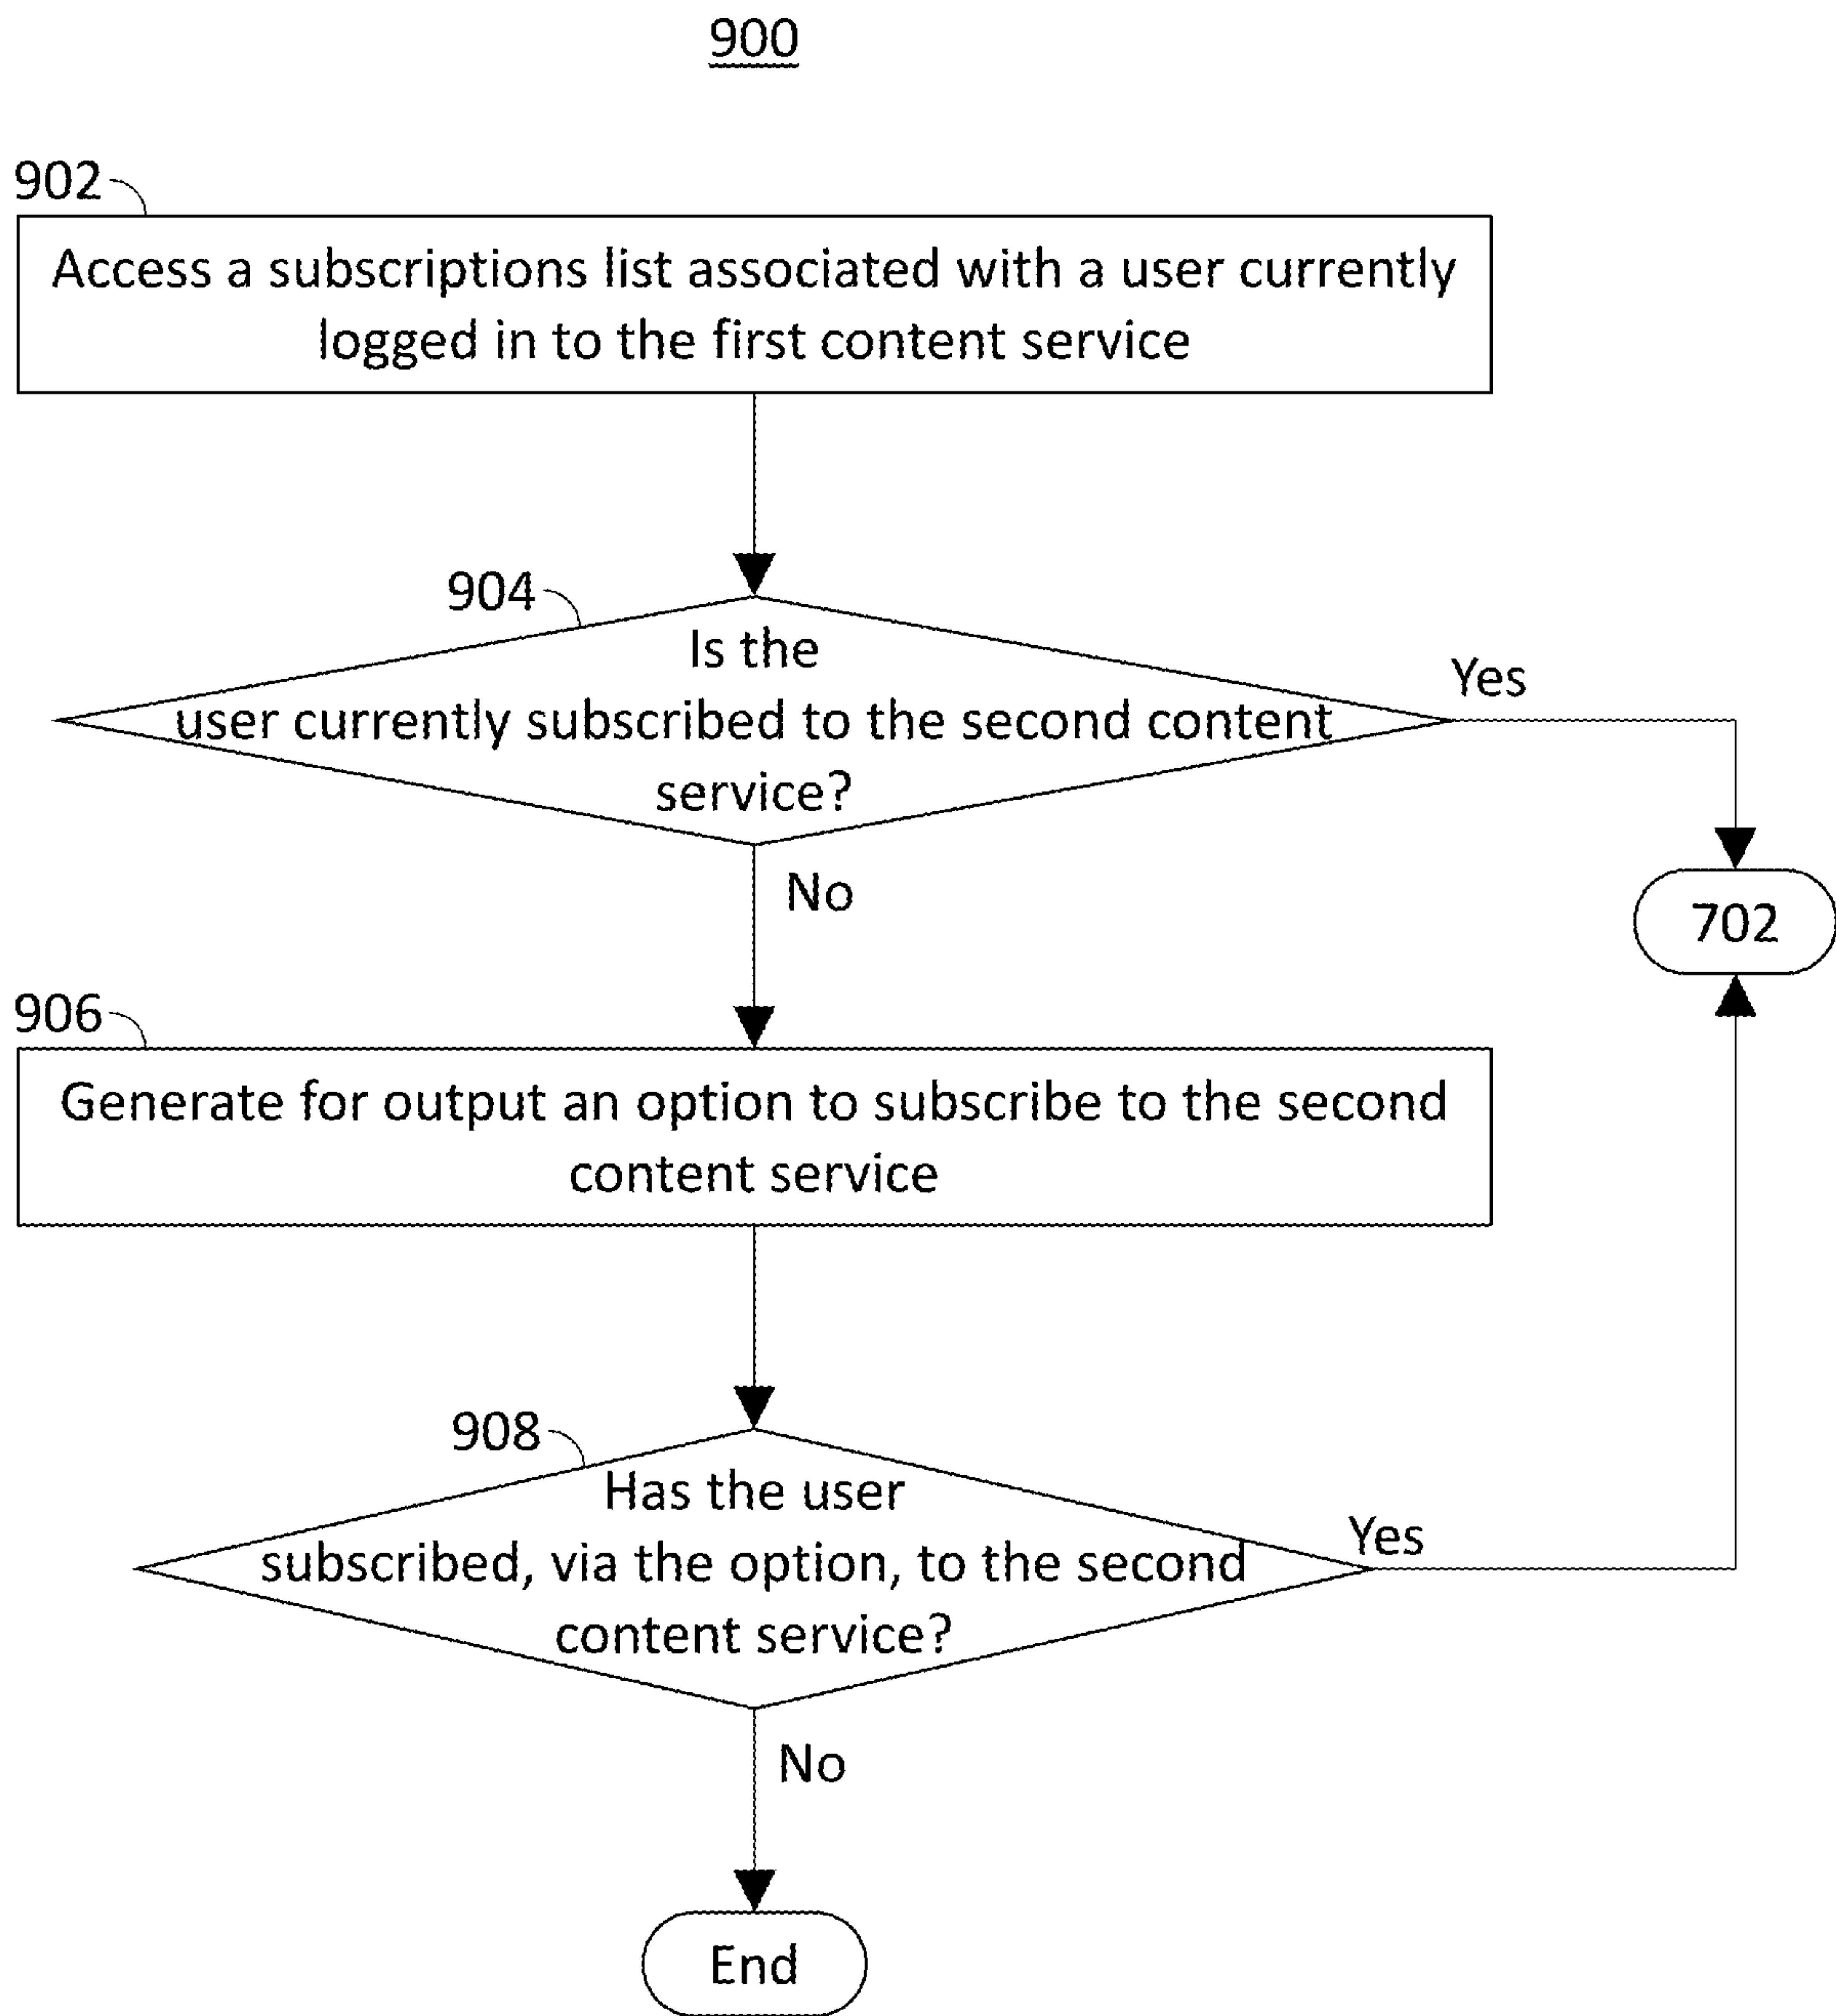 900
902
Access a subscriptions list associated with a user currently
logged in to the first content service
904
Is the
user currently subscribed to the second content
service?
Yes
No
702
906
Generate for output an option to subscribe to the second
content service
908
Has the user
subscribed, via the option, to the second
content service?
Yes
No
End